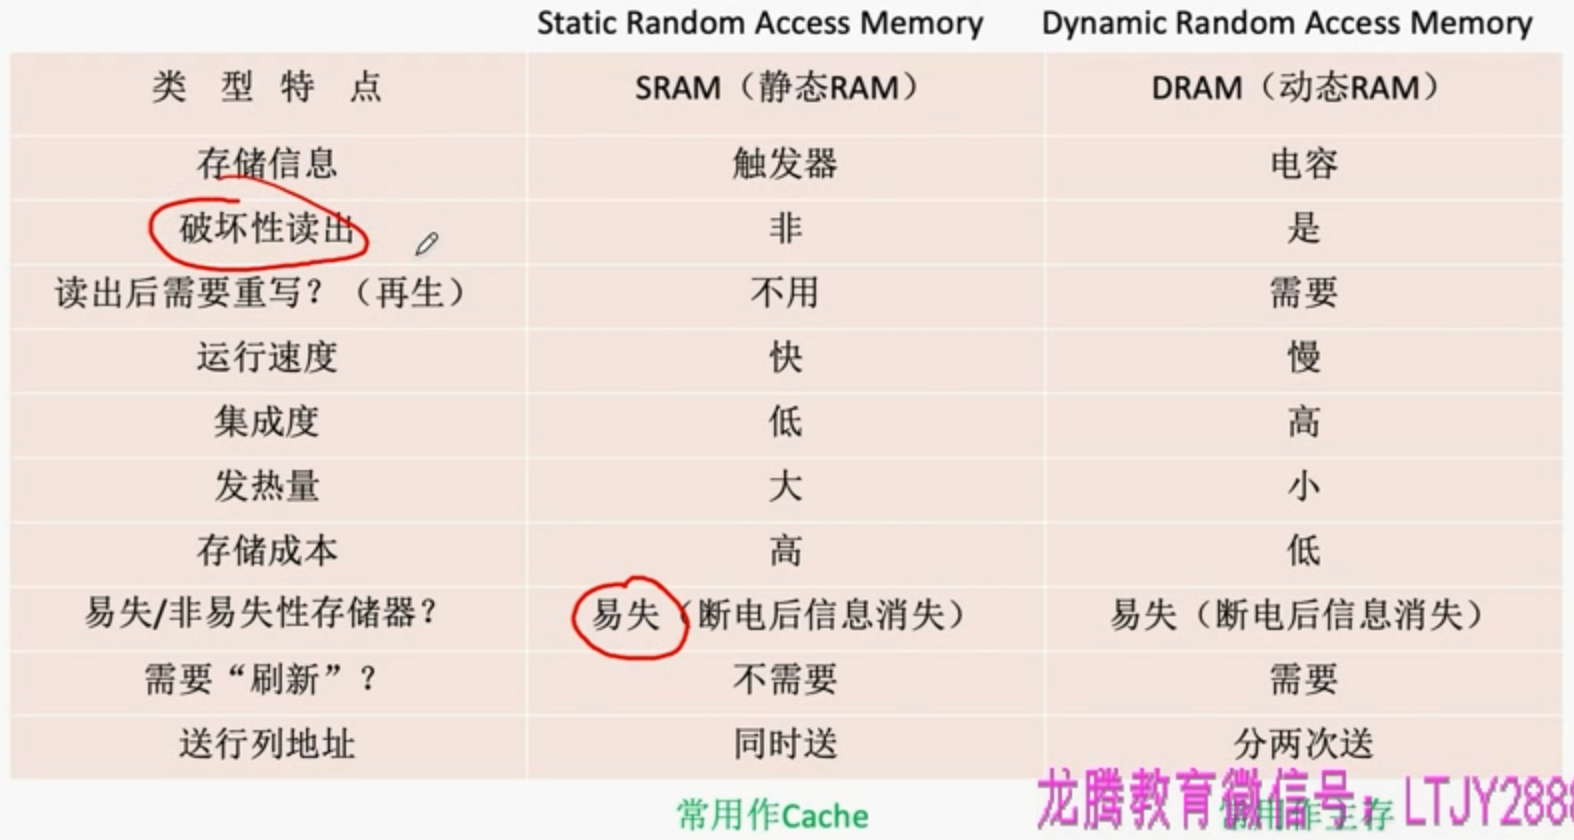 Static Random Access Memory Dynamic Random Access Memory
类 型 特 点 SRAM（静态RAM） DRAM（动态RAM）
存储信息 触发器 电容
破坏性读出 非 是
读出后需要重写？（再生） 不用 需要
运行速度 快 慢
集成度 低 高
发热量 大 小
存储成本 高 低
易失/非易失性存储器？ 易失（断电后信息消失） 易失（断电后信息消失）
需要“刷新”？ 不需要 需要
送行列地址 同时送 分两次送
常用作Cache 常用作主存
龙腾教育微信号：LTJY288